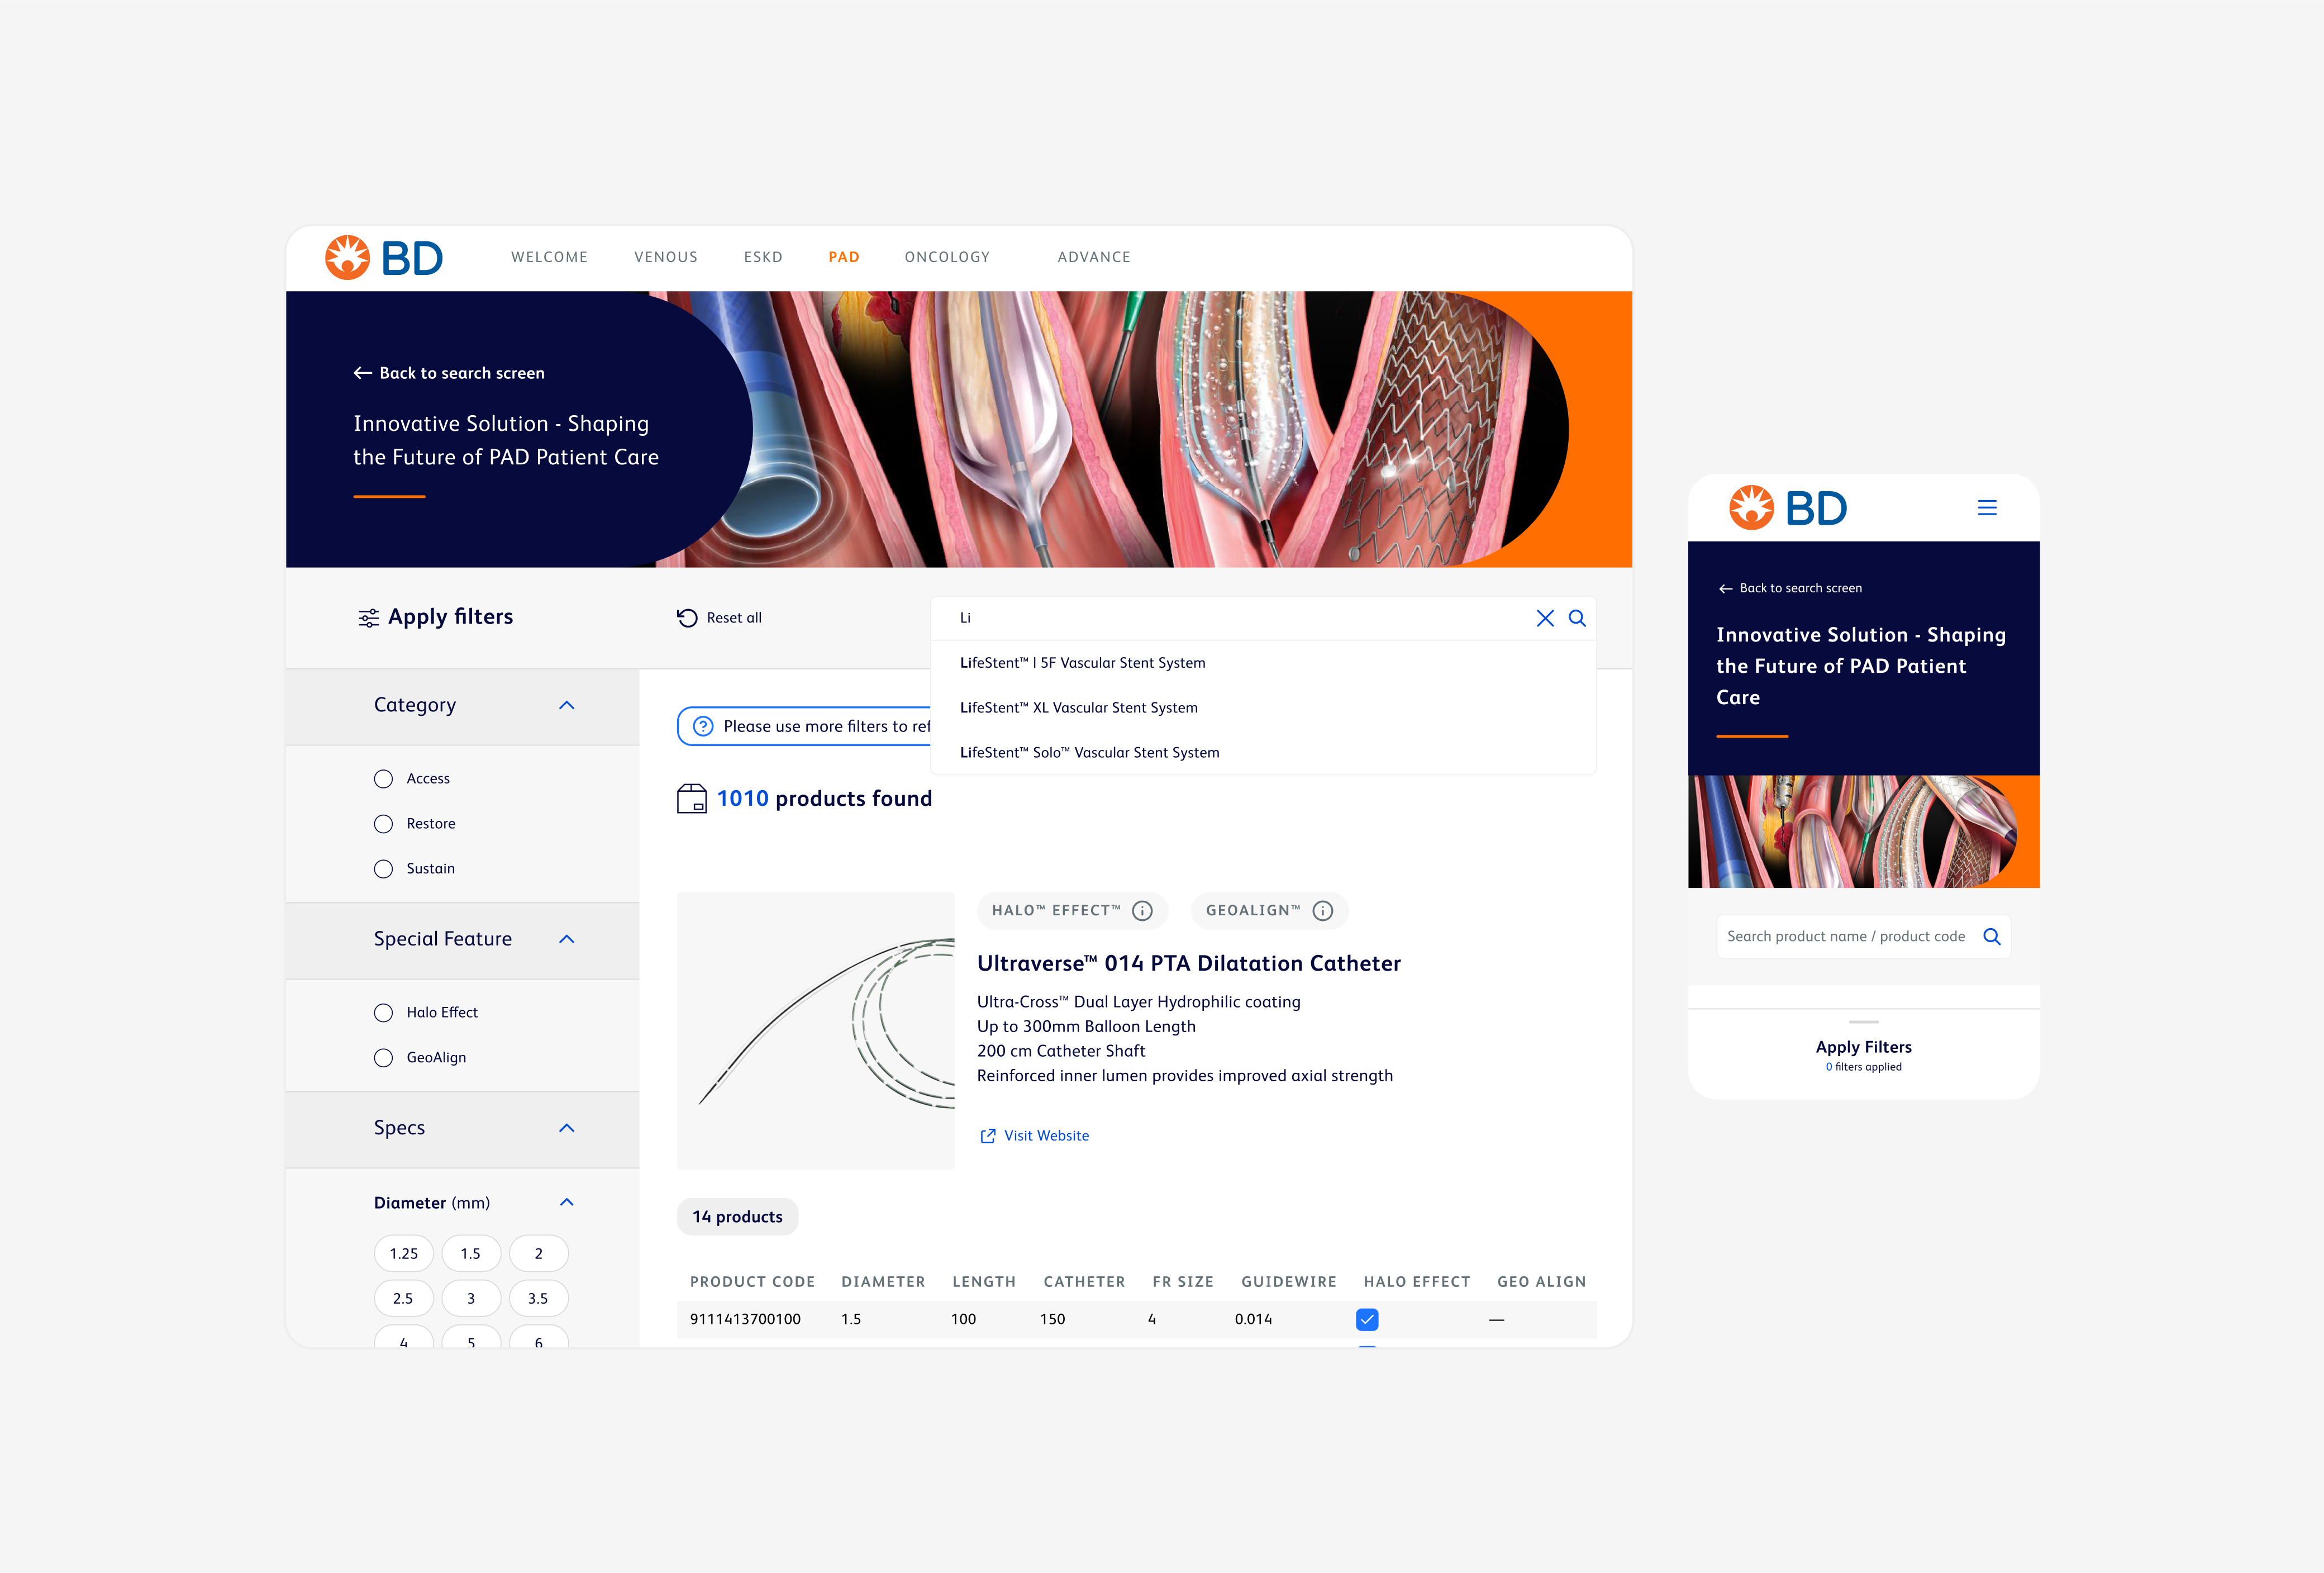 BD WELCOME VENOUS ESKD PAD ONCOLOGY ADVANCE
Back to search screen
Innovative Solution - Shaping
the Future of PAD Patient Care
Apply filters
Reset all
Li
LifeStent™ | 5F Vascular Stent System
LifeStent™ XL Vascular Stent System
LifeStent™ Solo™ Vascular Stent System
Category
Access
Restore
Sustain
Special Feature
Halo Effect
GeoAlign
Specs
Diameter (mm)
1.25 1.5 2
2.5 3 3.5
4 5 6
Please use more filters to
1010 products found
HALO™ EFFECT™ GEOALIGN™
Ultraverse™ 014 PTA Dilatation Catheter
Ultra-Cross™ Dual Layer Hydrophilic coating
Up to 300mm Balloon Length
200 cm Catheter Shaft
Reinforced inner lumen provides improved axial strength
Visit Website
14 products
PRODUCT CODE DIAMETER LENGTH CATHETER FR SIZE GUIDEWIRE HALO EFFECT GEO ALIGN
9111413700100 1.5 100 150 4 0.014 —
BD
Back to search screen
Innovative Solution - Shaping
the Future of PAD Patient
Care
Search product name / product code
Apply Filters
0 filters applied